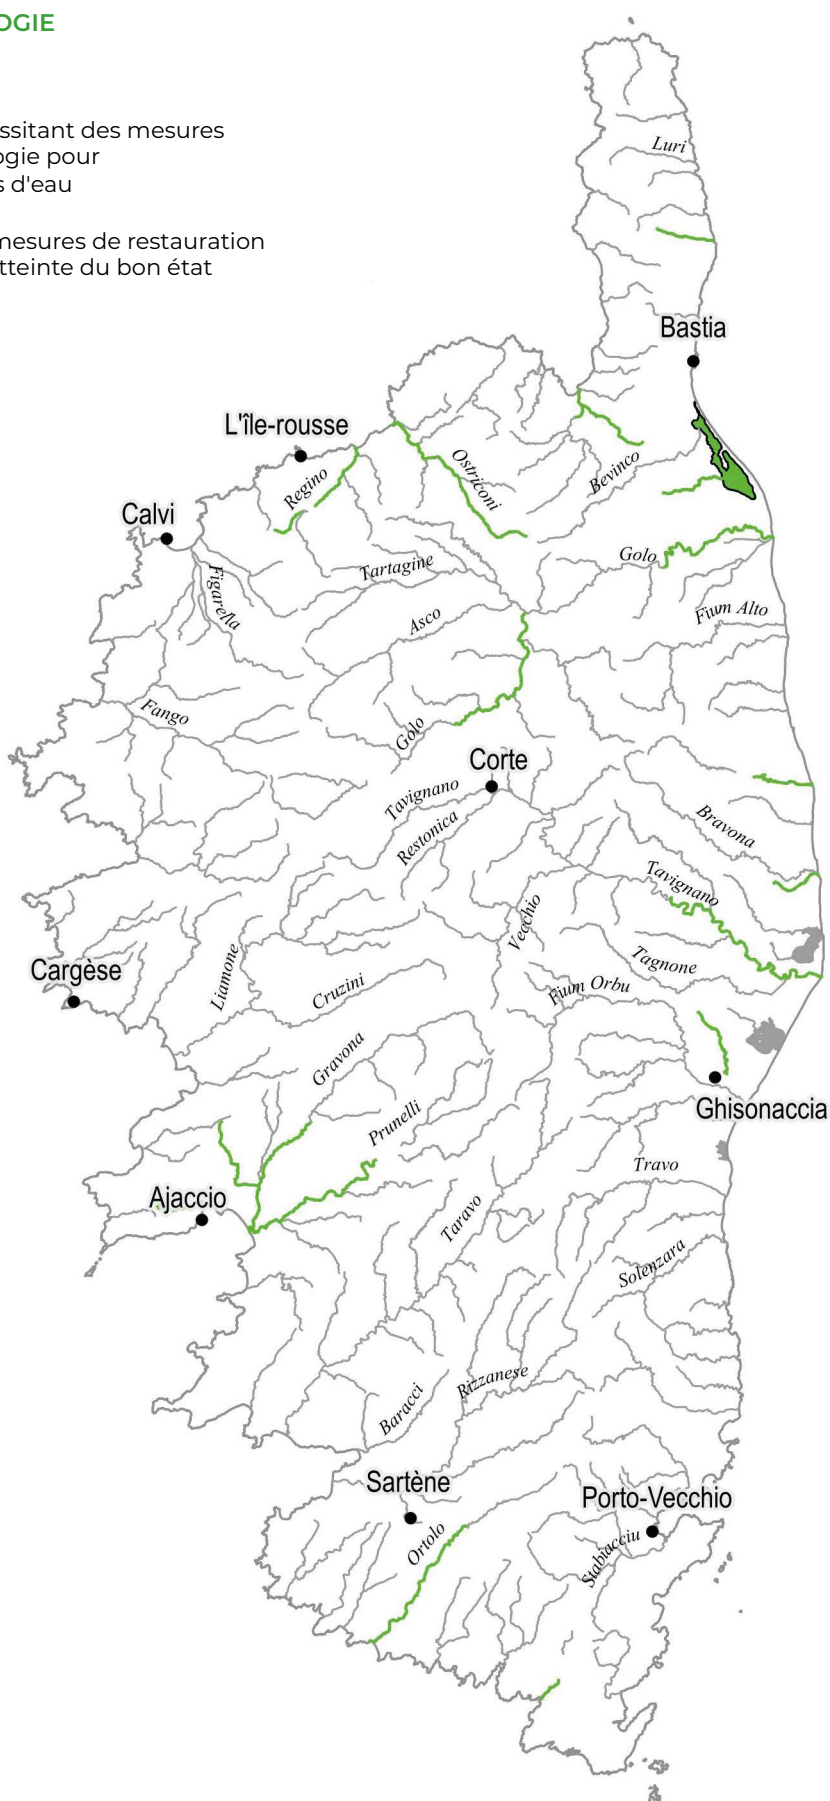 OGIE
ssitant des mesures
ogie pour
s d'eau
mesures de restauration
tteinte du bon état
Luri
Bastia
L'île-rousse
Ostriconi
Regino
Bevinco
Calvi
Golo
Tartagine
Figarella
Asco
Fium Alto
Fango
Golo
Corte
Tavignano
Restonica
Bravona
Tavignano
Vecchio
Tagnone
Cargèse
Liamone
Cruzini
Fium Orbu
Gravona
Ghisonaccia
Prunelli
Travo
Ajaccio
Taravo
Solenzara
Rizzanese
Baracci
Sartène
Porto-Vecchio
Ortolo
Stabiacciu